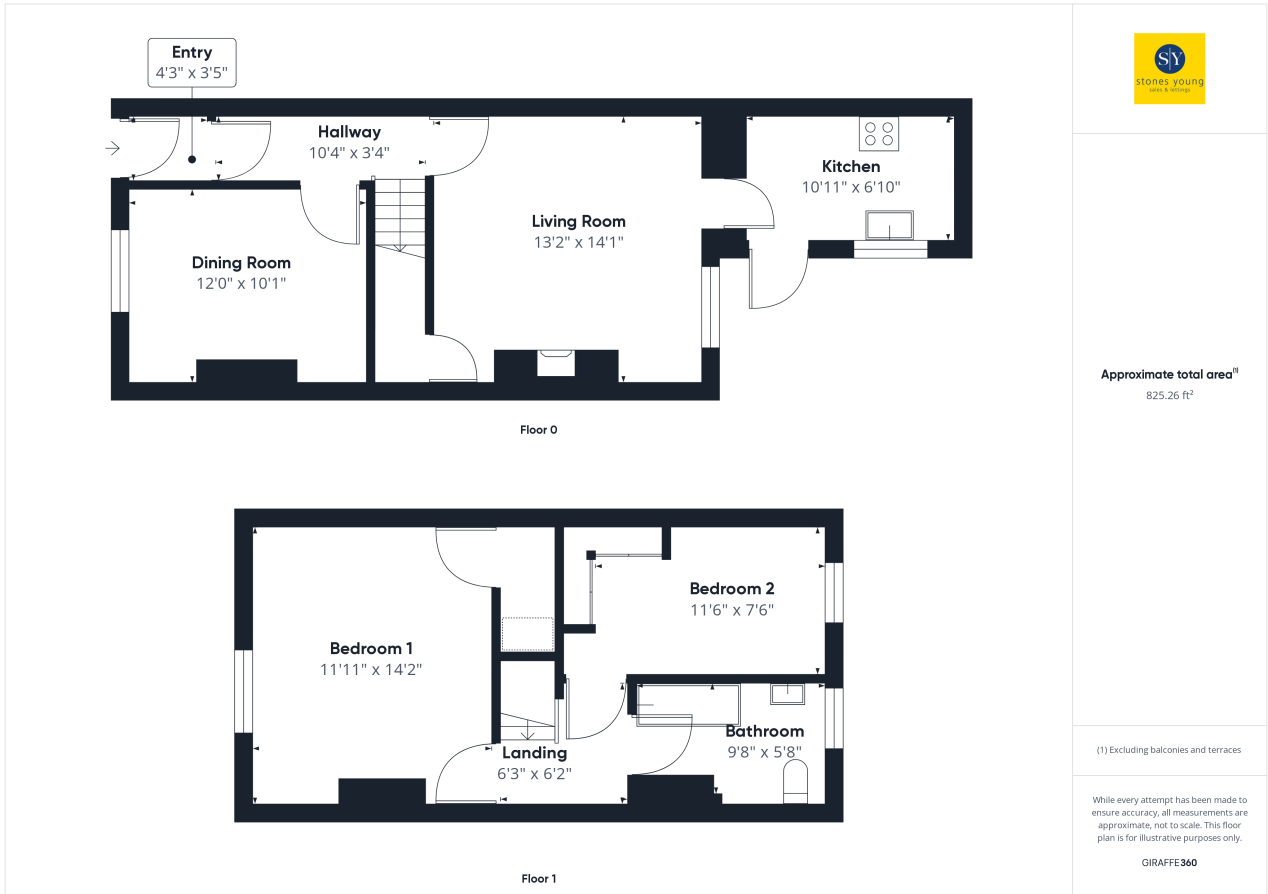 Entry
4'3" x 3'5"
Hallway
10'4" x 3'4"
Kitchen
10'11" x 6'10"
Living Room
13'2" x 14'1"
Dining Room
12'0" x 10'1"
Floor 0
Bedroom 2
11'6" x 7'6"
Bedroom 1
11'11" x 14'2"
Bathroom
9'8" x 5'8"
Landing
6'3" x 6'2"
Floor 1
S|Y
stones young
sales & lettings
Approximate total area(1)
825.26 ft²
(1) Excluding balconies and terraces
While every attempt has been made to
ensure accuracy, all measurements are
approximate, not to scale. This floor
plan is for illustrative purposes only.
GIRAFFE360